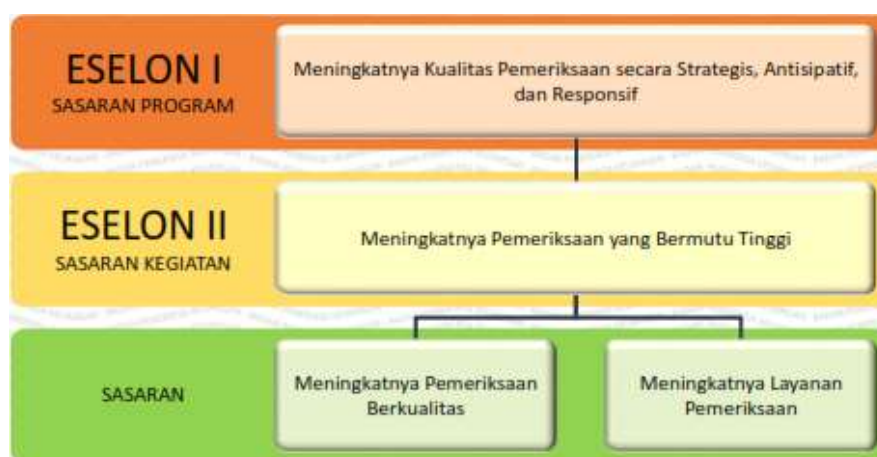 ESELON I
SASARAN PROGRAM
Meningkatnya Kualitas Pemeriksaan secara Strategis, Antisipatif,
dan Responsif
ESELON II
SASARAN KEGIATAN
Meningkatnya Pemeriksaan yang Bermutu Tinggi
SASARAN
Meningkatnya Pemeriksaan
Berkualitas
Meningkatnya Layanan
Pemeriksaan